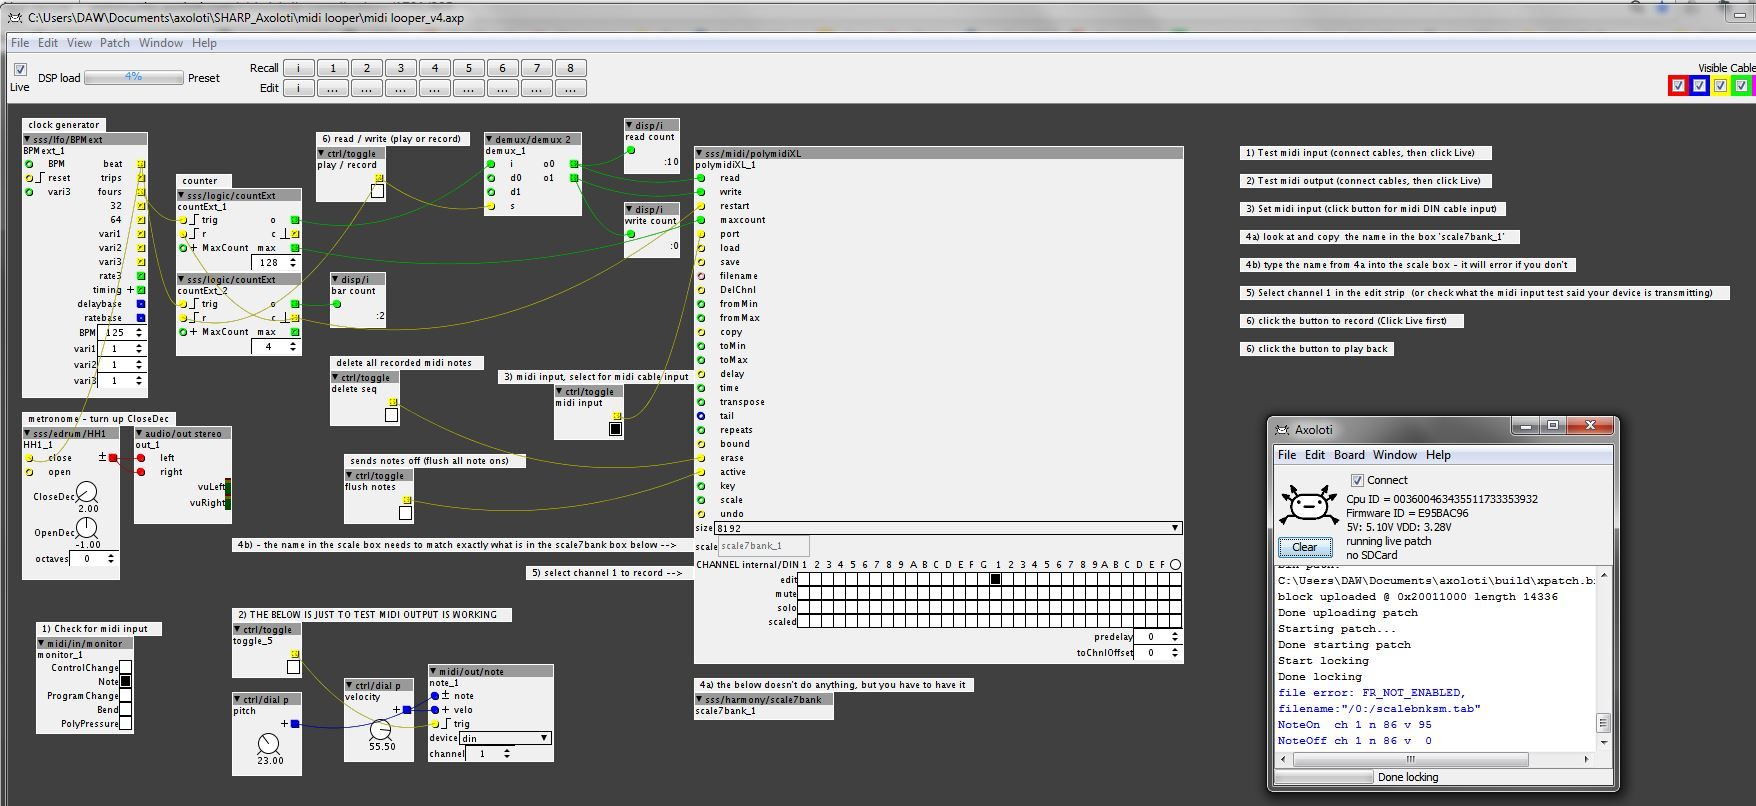 C:\Users\DAW\Documents\axoloti\SHARP_Axoloti\midi looper\midi looper_v4.axp
File Edit View Patch Window Help
Live
DSP load 4% Preset
Recall i 1 2 3 4 5 6 7 8
Edit i ... ... ... ... ... ... ... ...
Visible Cable
clock generator
sss/lfo/BPMext
BPMext_1
BPM beat
reset trips
vari3 fours
32
64
vari1
vari2
vari3
rate3
timing +
delaybase
ratebase
BPM 125
vari1 1
vari2 1
vari3 1
counter
sss/logic/countExt
countExt_1
trig o
r c
+ MaxCount max
128
sss/logic/countExt
countExt_2
trig o
r c
+ MaxCount max
4
6) read / write (play or record)
ctrl/toggle
play / record
disp/i
bar count
:2
demux/demux 2
demux_1
i o0
d0 o1
d1
s
disp/i
read count
:10
disp/i
write count
:0
delete all recorded midi notes
ctrl/toggle
delete seq
3) midi input, select for midi cable input
ctrl/toggle
midi input
sends notes off (flush all note ons)
ctrl/toggle
flush notes
metronome - turn up CloseDec
sss/edrum/HH1
HH1_1
close ±
open
CloseDec
2.00
OpenDec
-1.00
octaves 0
audio/out stereo
out_1
left
right
vuLeft
vuRight
4b) - the name in the scale box needs to match exactly what is in the scale7bank box below -->
5) select channel 1 to record -->
sss/midi/polymidiXL
polymidiXL_1
read
write
restart
maxcount
port
load
save
filename
DelChnl
fromMin
fromMax
copy
toMin
toMax
delay
time
transpose
tail
repeats
bound
erase
active
key
scale
undo
size 8192
scale scale7bank_1
CHANNEL internal/DIN 1 2 3 4 5 6 7 8 9 A B C D E F G 1 2 3 4 5 6 7 8 9 A B C D E F
edit
mute
solo
scaled
predelay 0
toChnlOffset 0
4a) the below doesn't do anything, but you have to have it
sss/harmony/scale7bank
scale7bank_1
1) Check for midi input
midi/in/monitor
monitor_1
ControlChange
Note
ProgramChange
Bend
PolyPressure
2) THE BELOW IS JUST TO TEST MIDI OUTPUT IS WORKING
ctrl/toggle
toggle_5
ctrl/dial p
pitch
+
23.00
ctrl/dial p
velocity
+
55.50
midi/out/note
note_1
± note
+ velo
trig
device din
channel 1
1) Test midi input (connect cables, then click Live)
2) Test midi output (connect cables, then click Live)
3) Set midi input (click button for midi DIN cable input)
4a) look at and copy the name in the box 'scale7bank_1'
4b) type the name from 4a into the scale box - it will error if you don't
5) Select channel 1 in the edit strip (or check what the midi input test said your device is transmitting)
6) click the button to record (Click Live first)
6) click the button to play back
Axoloti
File Edit Board Window Help
Connect
Cpu ID = 003600463435511733353932
Firmware ID = E95BAC96
5V: 5.10V VDD: 3.28V
running live patch
no SDCard
Clear
C:\Users\DAW\Documents\axoloti\build\xpatch.b
block uploaded @ 0x20011000 length 14336
Done uploading patch
Starting patch...
Done starting patch
Start locking
Done locking
file error: FR_NOT_ENABLED,
filename:"/0:/scalebnksm.tab"
NoteOn ch 1 n 86 v 95
NoteOff ch 1 n 86 v 0
Done locking